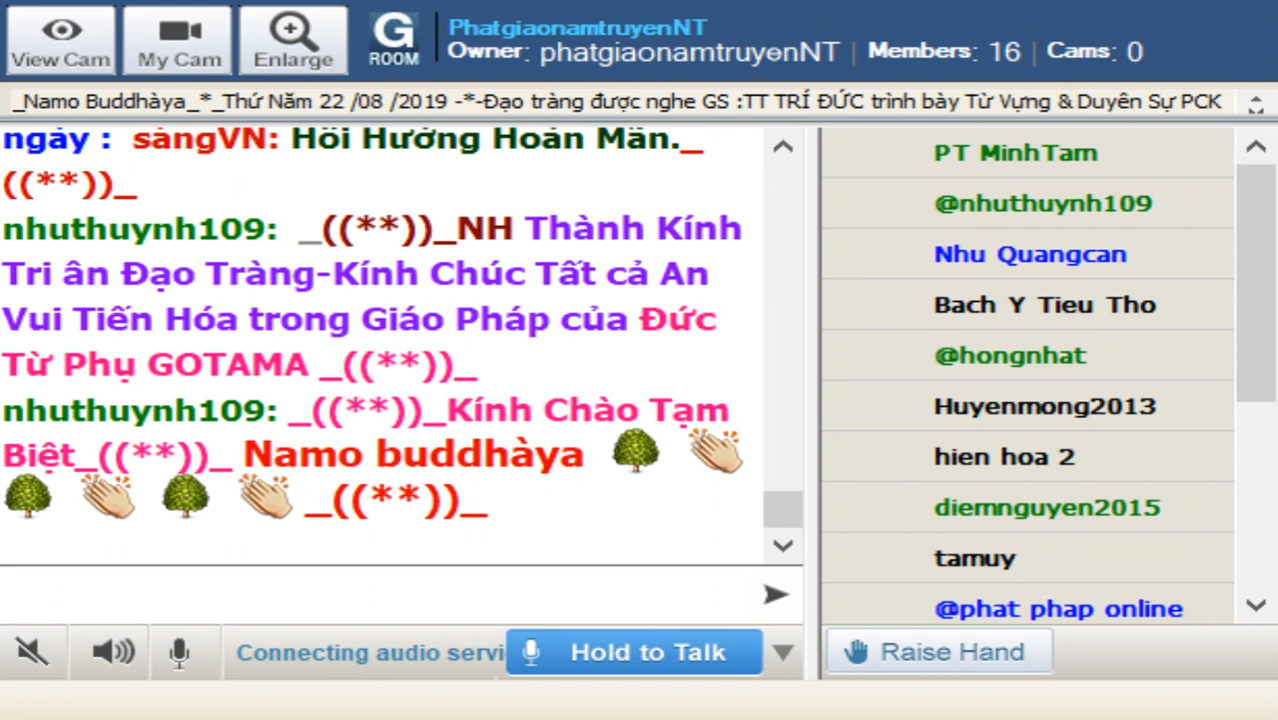 View Cam
My Cam
Enlarge
G
ROOM
PhatgiaonamtruyenNT
Owner: phatgiaonamtruyenNT | Members: 16 | Cams: 0
_Namo Buddhàya_*_Thứ Năm 22 /08 /2019 -*-Đạo tràng được nghe GS :TT TRÍ ĐỨC trình bày Từ Vựng & Duyên Sự PCK
ngày : sàngVN: Hồi Hướng Hoàn Mãn._
((**))_
nhuthuynh109: _((**))_NH Thành Kính
Tri ân Đạo Tràng-Kính Chúc Tất cả An
Vui Tiến Hóa trong Giáo Pháp của Đức
Từ Phụ GOTAMA _((**))_
nhuthuynh109: _((**))_Kính Chào Tạm
Biệt_((**))_ Namo buddhàya
_((**))_
PT MinhTam
@nhuthuynh109
Nhu Quangcan
Bach Y Tieu Tho
@hongnhat
Huyenmong2013
hien hoa 2
diemnguyen2015
tamuy
@phat phap online
Connecting audio servi
Hold to Talk
Raise Hand